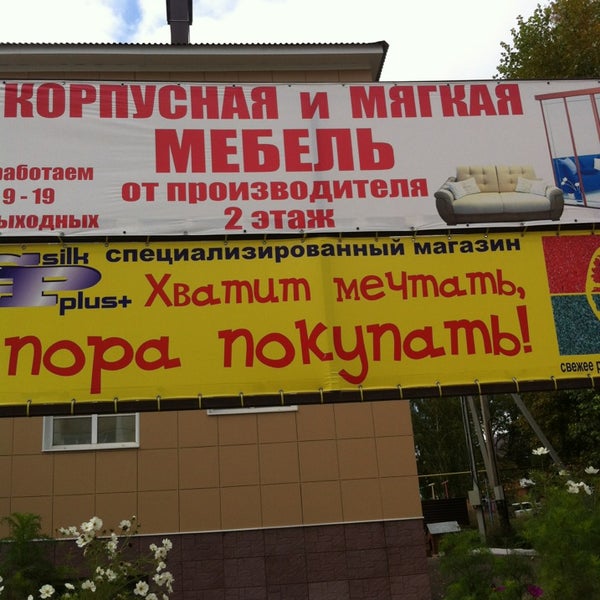 КОРПУСНАЯ и МЯГКАЯ
МЕБЕЛЬ
от производителя
2 этаж
работаем
9 - 19
silk
plus+
специализированный магазин
Хватит мечтать,
пора покупать!
свежее